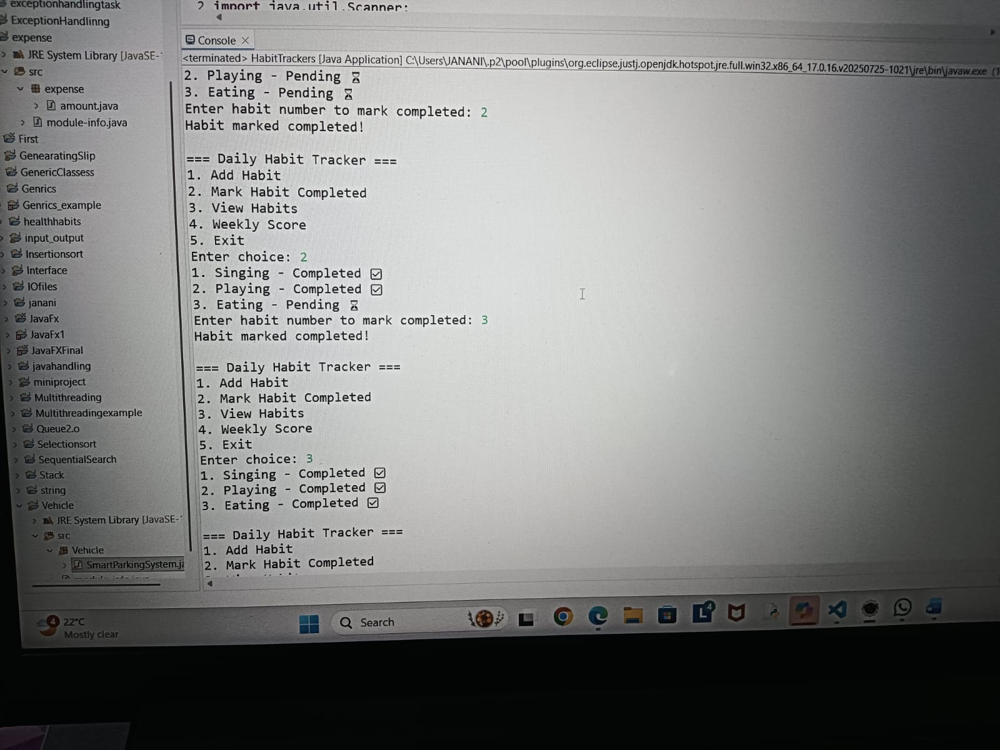 exceptionhandlingtask
ExceptionHandlinng
expense
JRE System Library [JavaSE-
src
expense
amount.java
module-info.java
First
GenearatingSlip
GenericClassess
Genrics
Genrics_example
healthhabits
input_output
Insertionsort
Interface
IOfiles
janani
JavaFx
JavaFx1
JavaFXFinal
javahandling
miniproject
Multithreading
Multithreadingexample
Queue2.o
Selectionsort
SequentialSearch
Stack
string
Vehicle
JRE System Library [JavaSE-
src
Vehicle
SmartParkingSystem.ja
2 import java.util.Scanner;
Console
<terminated> HabitTrackers [Java Application] C:\Users\JANANI\.p2\pool\plugins\org.eclipse.justj.openjdk.hotspot.jre.full.win32.x86_64_17.0.16.v20250725-1021\jre\bin\javaw.exe (1
2. Playing - Pending ⌛
3. Eating - Pending ⌛
Enter habit number to mark completed: 2
Habit marked completed!
=== Daily Habit Tracker ===
1. Add Habit
2. Mark Habit Completed
3. View Habits
4. Weekly Score
5. Exit
Enter choice: 2
1. Singing - Completed ☑
2. Playing - Completed ☑
3. Eating - Pending ⌛
Enter habit number to mark completed: 3
Habit marked completed!
=== Daily Habit Tracker ===
1. Add Habit
2. Mark Habit Completed
3. View Habits
4. Weekly Score
5. Exit
Enter choice: 3
1. Singing - Completed ☑
2. Playing - Completed ☑
3. Eating - Completed ☑
=== Daily Habit Tracker ===
1. Add Habit
2. Mark Habit Completed
4
22°C
Mostly clear
Search
L
4